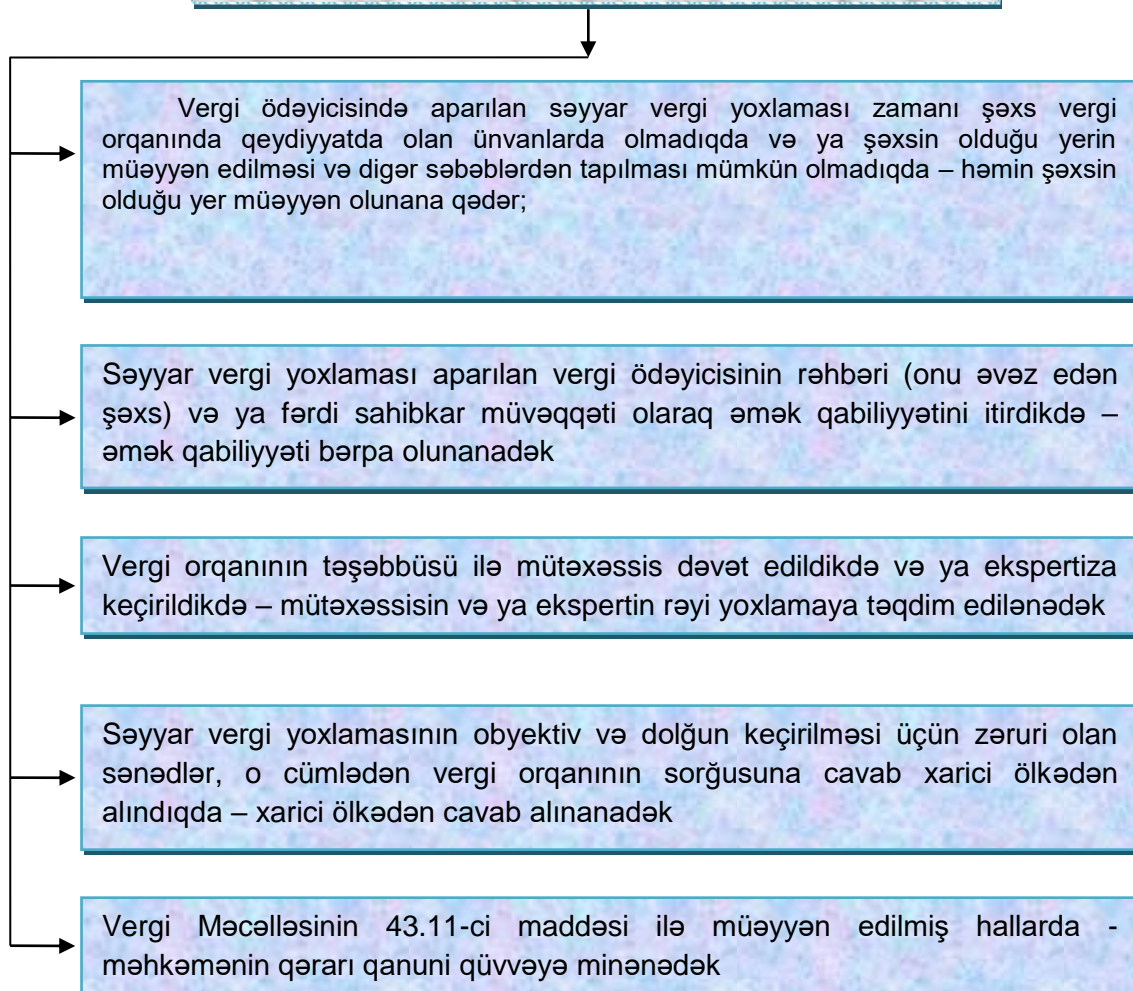 Vergi ödəyicisində aparılan səyyar vergi yoxlaması zamanı şəxs vergi
orqanında qeydiyyatda olan ünvanlarda olmadıqda və ya şəxsin olduğu yerin
müəyyən edilməsi və digər səbəblərdən tapılması mümkün olmadıqda – həmin şəxsin
olduğu yer müəyyən olunana qədər;
Səyyar vergi yoxlaması aparılan vergi ödəyicisinin rəhbəri (onu əvəz edən
şəxs) və ya fərdi sahibkar müvəqqəti olaraq əmək qabiliyyətini itirdikdə –
əmək qabiliyyəti bərpa olunanadək
Vergi orqanının təşəbbüsü ilə mütəxəssis dəvət edildikdə və ya ekspertiza
keçirildikdə – mütəxəssisin və ya ekspertin rəyi yoxlamaya təqdim edilənədək
Səyyar vergi yoxlamasının obyektiv və dolğun keçirilməsi üçün zəruri olan
sənədlər, o cümlədən vergi orqanının sorğusuna cavab xarici ölkədən
alındıqda – xarici ölkədən cavab alınanadək
Vergi Məcəlləsinin 43.11-ci maddəsi ilə müəyyən edilmiş hallarda -
məhkəmənin qərarı qanuni qüvvəyə minənədək